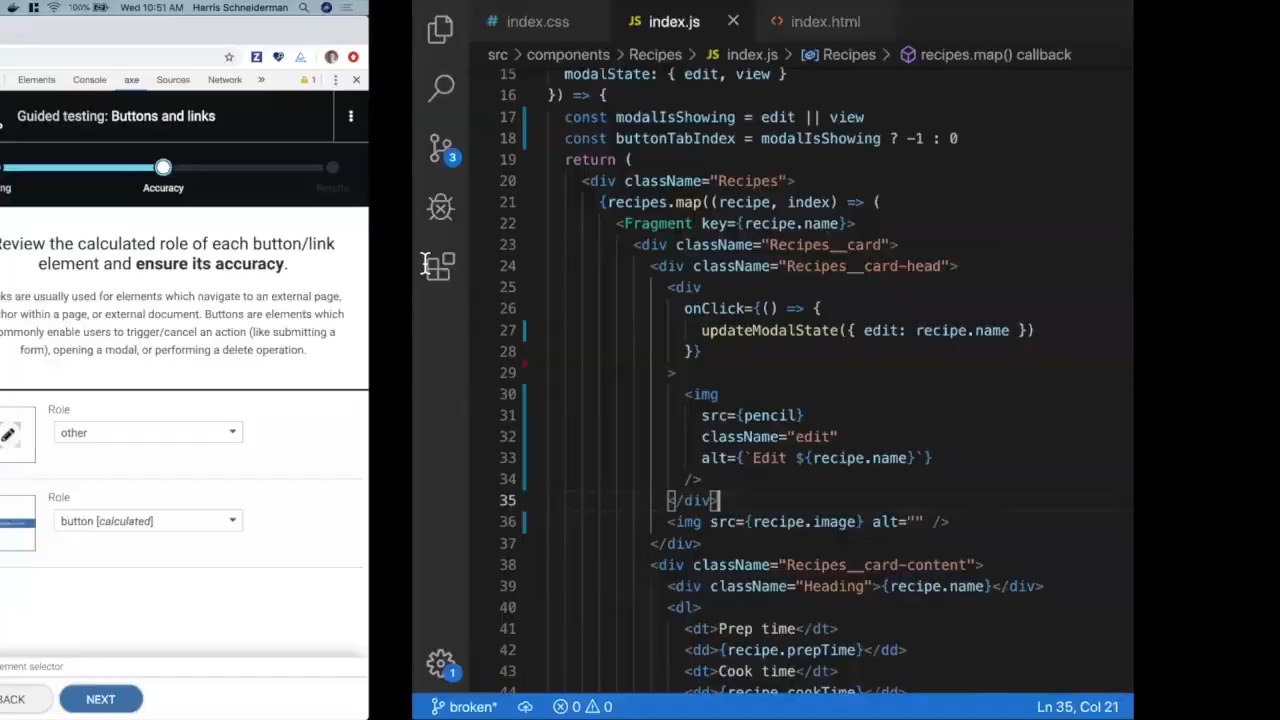 100% Wed 10:51 AM Harris Schneiderman
Elements Console axe Sources Network » 1
Guided testing: Buttons and links
ng Accuracy Results
Review the calculated role of each button/link
element and ensure its accuracy.
ks are usually used for elements which navigate to an external page,
hor within a page, or external document. Buttons are elements which
ommonly enable users to trigger/cancel an action (like submitting a
form), opening a modal, or performing a delete operation.
Role
other
Role
button [calculated]
ement selector
BACK NEXT
3
1
# index.css JS index.js × <> index.html
src > components > Recipes > JS index.js > Recipes > recipes.map() callback
15 modalState: { edit, view }
16 }) => {
17 const modalIsShowing = edit || view
18 const buttonTabIndex = modalIsShowing ? -1 : 0
19 return (
20 <div className="Recipes">
21 {recipes.map((recipe, index) => (
22 <Fragment key={recipe.name}>
23 <div className="Recipes__card">
24 <div className="Recipes__card-head">
25 <div
26 onClick={() => {
27 updateModalState({ edit: recipe.name })
28 }}
29 >
30 <img
31 src={pencil}
32 className="edit"
33 alt={`Edit ${recipe.name}`}
34 />
35 </div>
36 <img src={recipe.image} alt="" />
37 </div>
38 <div className="Recipes__card-content">
39 <div className="Heading">{recipe.name}</div>
40 <dl>
41 <dt>Prep time</dt>
42 <dd>{recipe.prepTime}</dd>
43 <dt>Cook time</dt>
44 <dd>{recipe.cookTime}</dd>
broken* 0 0 Ln 35, Col 21